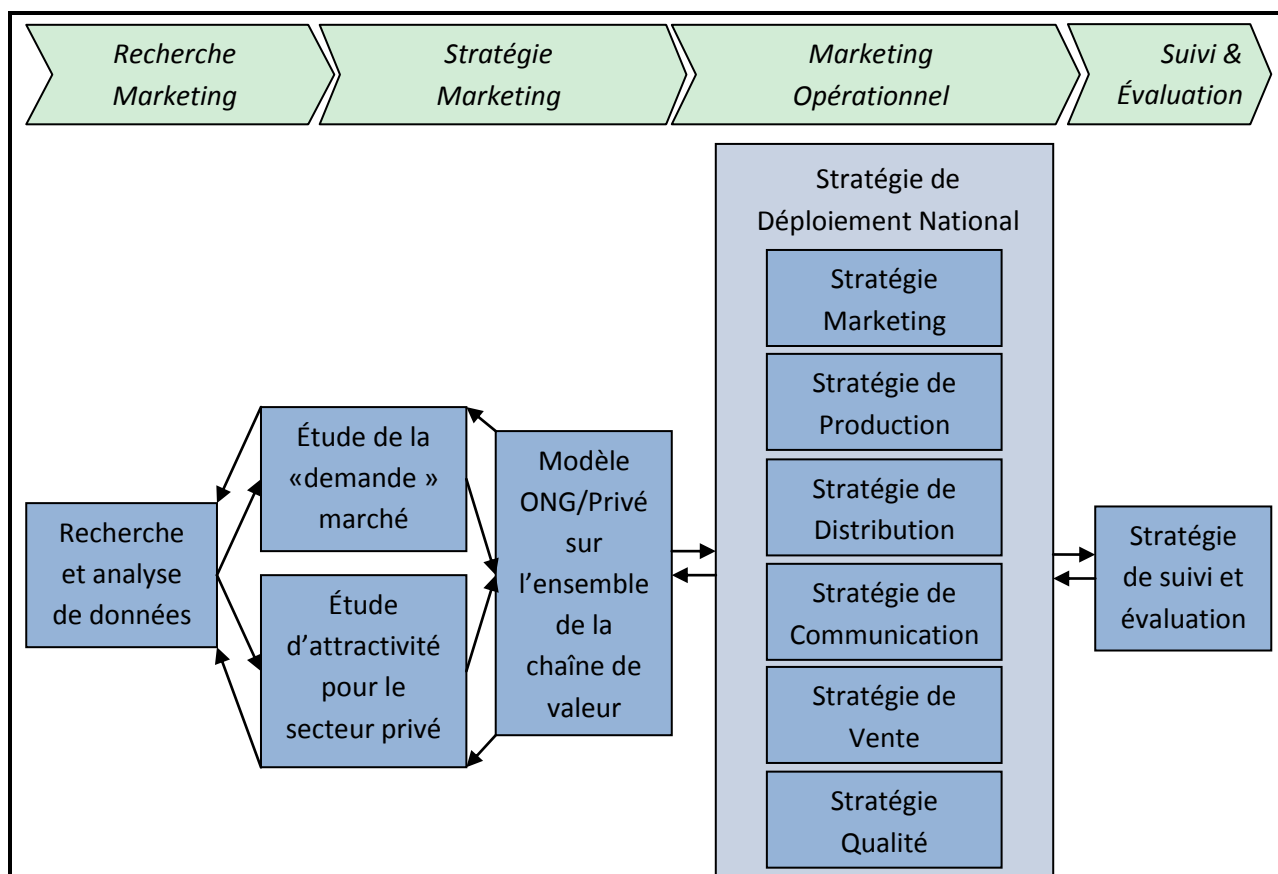 Recherche
Marketing
Stratégie
Marketing
Marketing
Opérationnel
Suivi &
Évaluation
Recherche
et analyse
de données
Étude de la
«demande »
marché
Étude
d’attractivité
pour le
secteur privé
Modèle
ONG/Privé
sur
l’ensemble
de la
chaîne de
valeur
Stratégie de
Déploiement National
Stratégie
Marketing
Stratégie de
Production
Stratégie de
Distribution
Stratégie de
Communication
Stratégie de
Vente
Stratégie
Qualité
Stratégie
de suivi et
évaluation